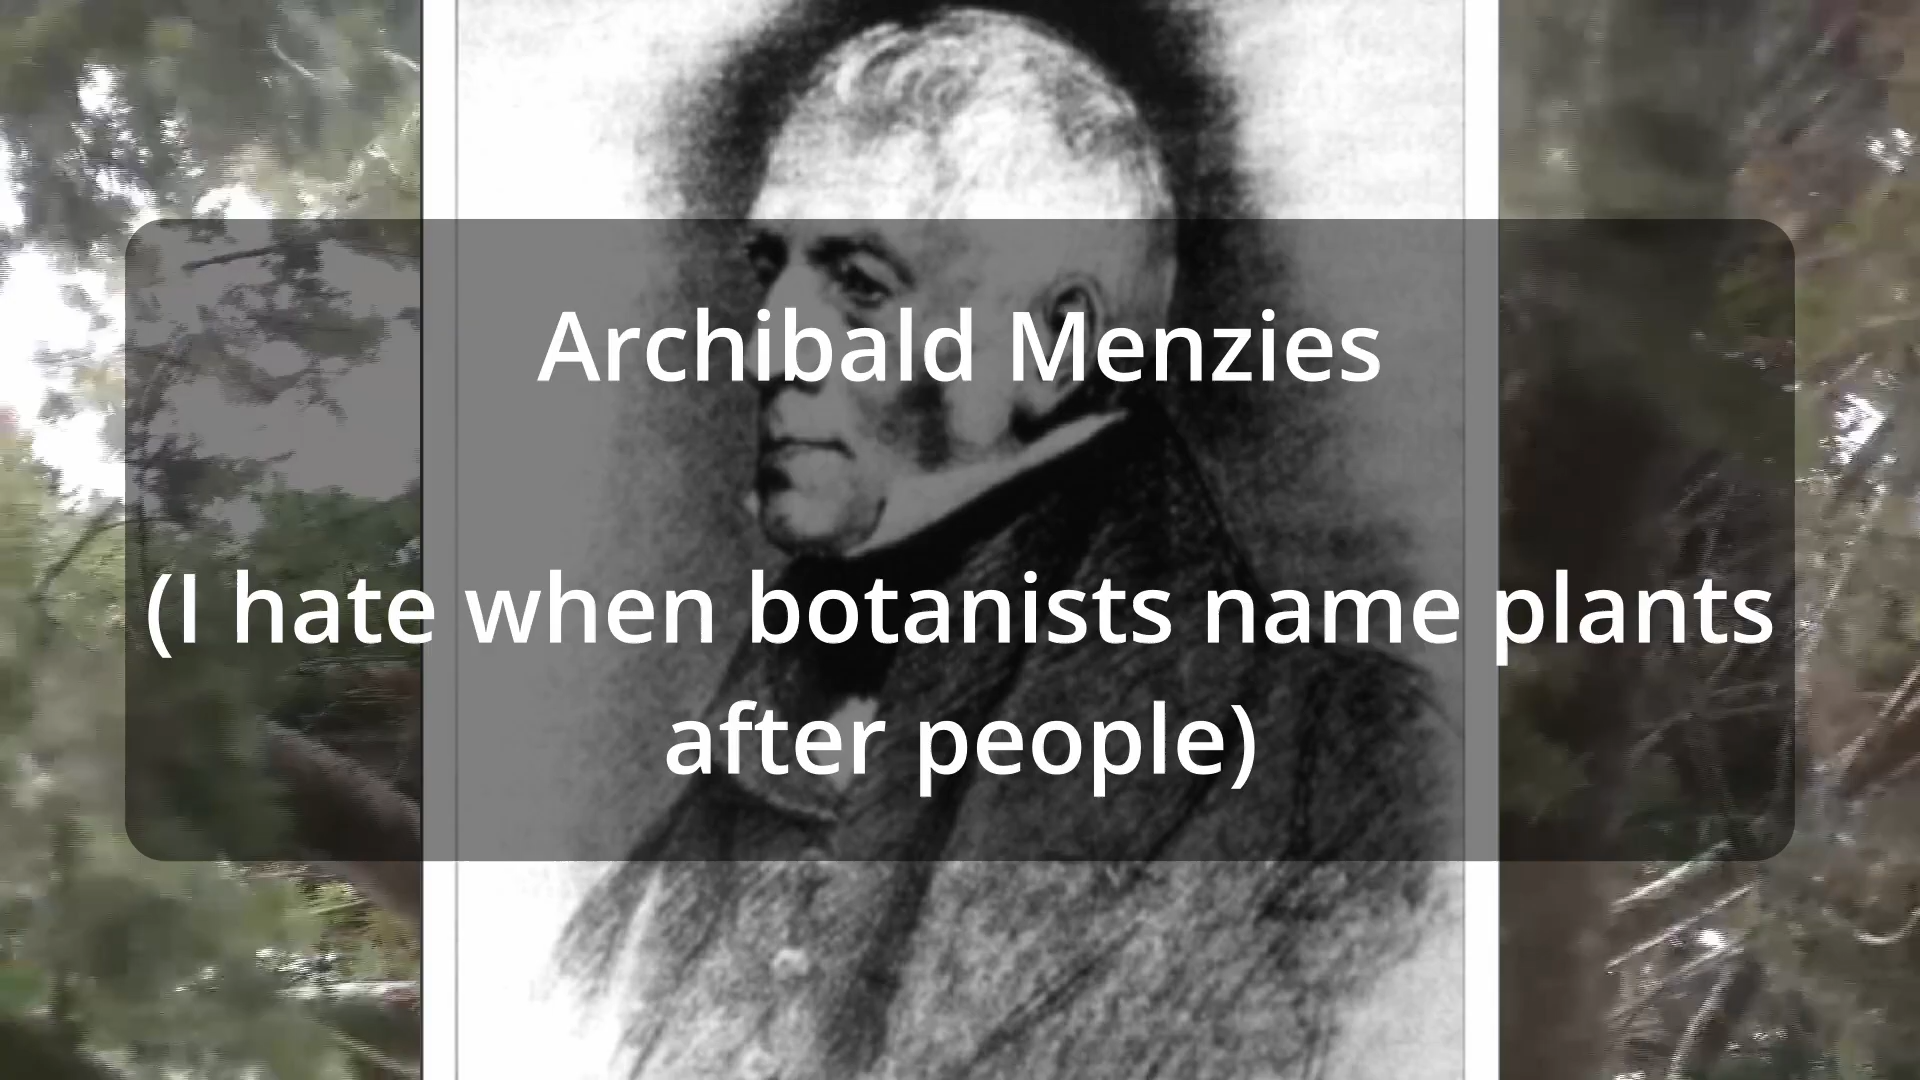 Archibald Menzies
(I hate when botanists name plants
after people)